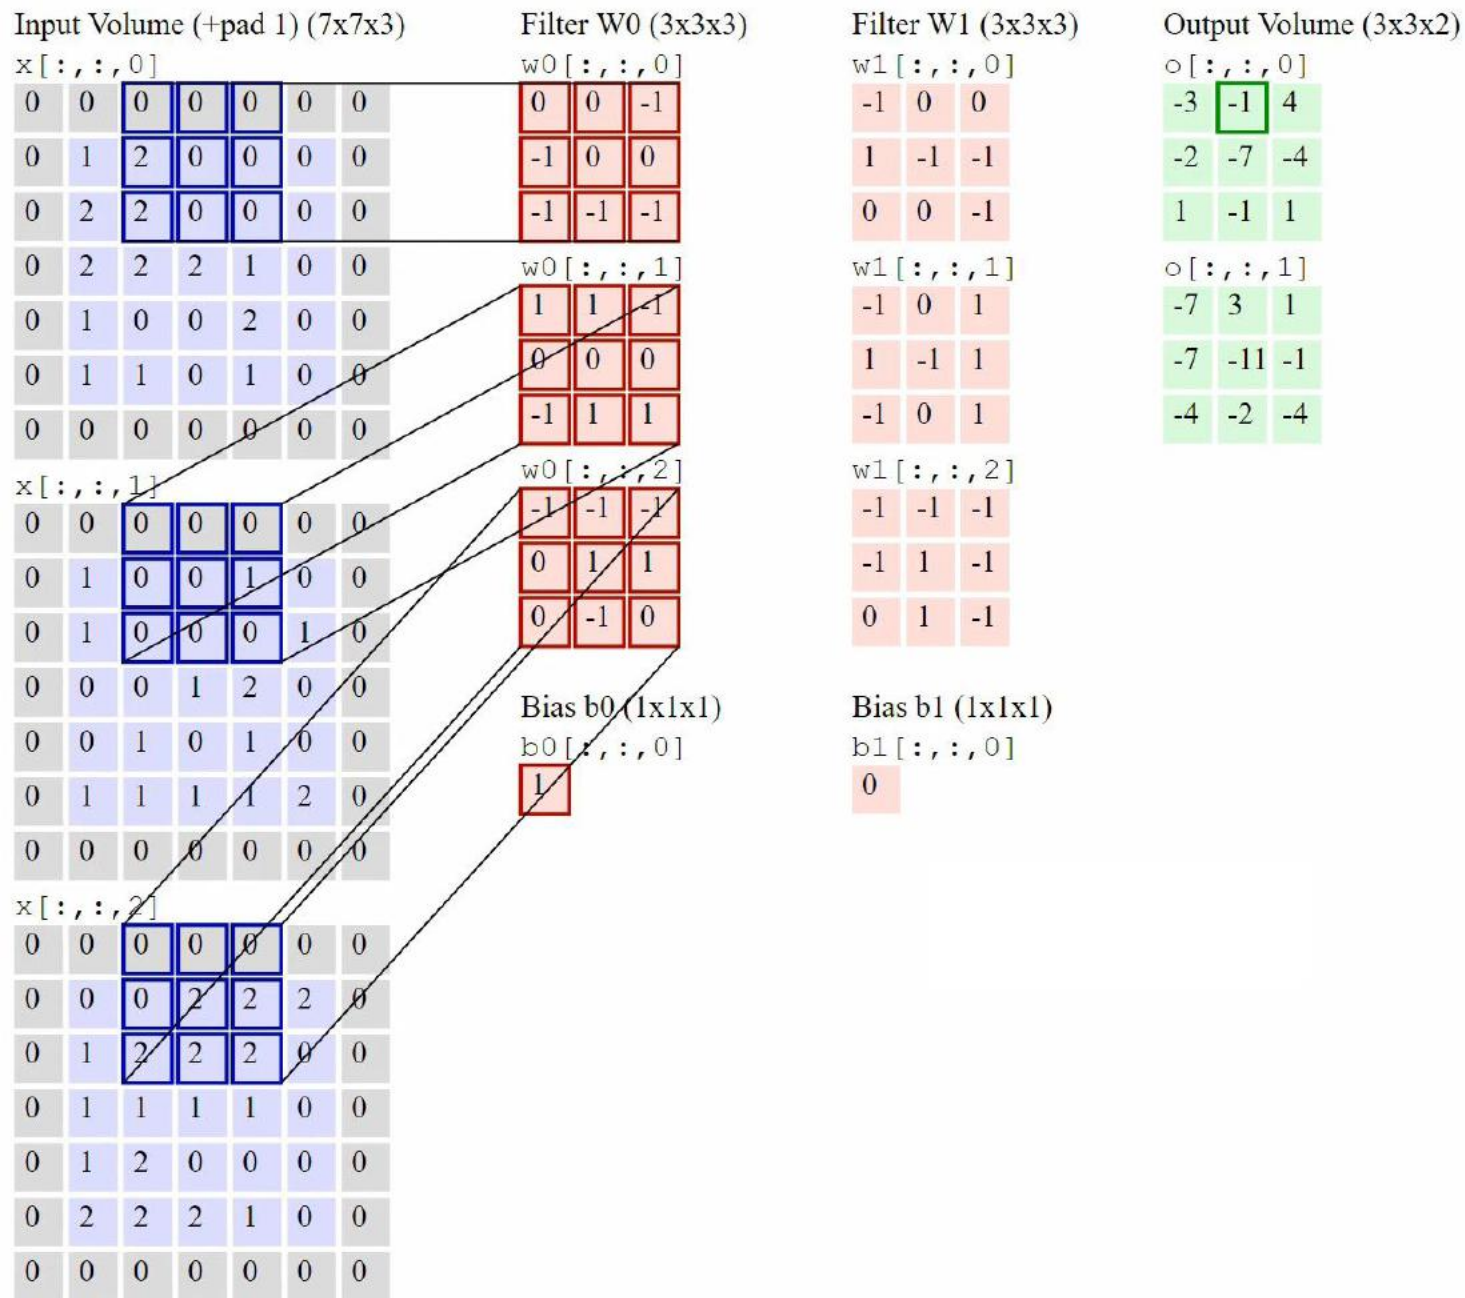 Input Volume (+pad 1) (7x7x3)
x[:,:,0]
0 0 0 0 0 0 0
0 1 2 0 0 0 0
0 2 2 0 0 0 0
0 2 2 2 1 0 0
0 1 0 0 2 0 0
0 1 1 0 1 0 0
0 0 0 0 0 0 0
x[:,:,1]
0 0 0 0 0 0 0
0 1 0 0 1 0 0
0 1 0 0 0 1 0
0 0 0 1 2 0 0
0 0 1 0 1 0 0
0 1 1 1 1 2 0
0 0 0 0 0 0 0
x[:,:,2]
0 0 0 0 0 0 0
0 0 0 2 2 2 0
0 1 2 2 2 0 0
0 1 1 1 1 0 0
0 1 2 0 0 0 0
0 2 2 2 1 0 0
0 0 0 0 0 0 0
Filter W0 (3x3x3)
w0[:,:,0]
0 0 -1
-1 0 0
-1 -1 -1
w0[:,:,1]
1 1 -1
0 0 0
-1 1 1
w0[:,:,2]
-1 -1 -1
0 1 1
0 -1 0
Bias b0 (1x1x1)
b0[:,:,0]
1
Filter W1 (3x3x3)
w1[:,:,0]
-1 0 0
1 -1 -1
0 0 -1
w1[:,:,1]
-1 0 1
1 -1 1
-1 0 1
w1[:,:,2]
-1 -1 -1
-1 1 -1
0 1 -1
Bias b1 (1x1x1)
b1[:,:,0]
0
Output Volume (3x3x2)
o[:,:,0]
-3 -1 4
-2 -7 -4
1 -1 1
o[:,:,1]
-7 3 1
-7 -11 -1
-4 -2 -4